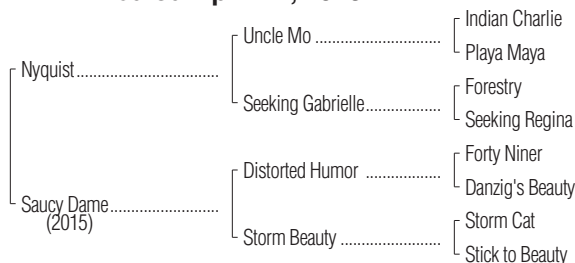 Indian Charlie
Uncle Mo
Playa Maya
Nyquist
Forestry
Seeking Gabrielle
Seeking Regina
Forty Niner
Distorted Humor
Danzig's Beauty
Saucy Dame
(2015)
Storm Cat
Storm Beauty
Stick to Beauty